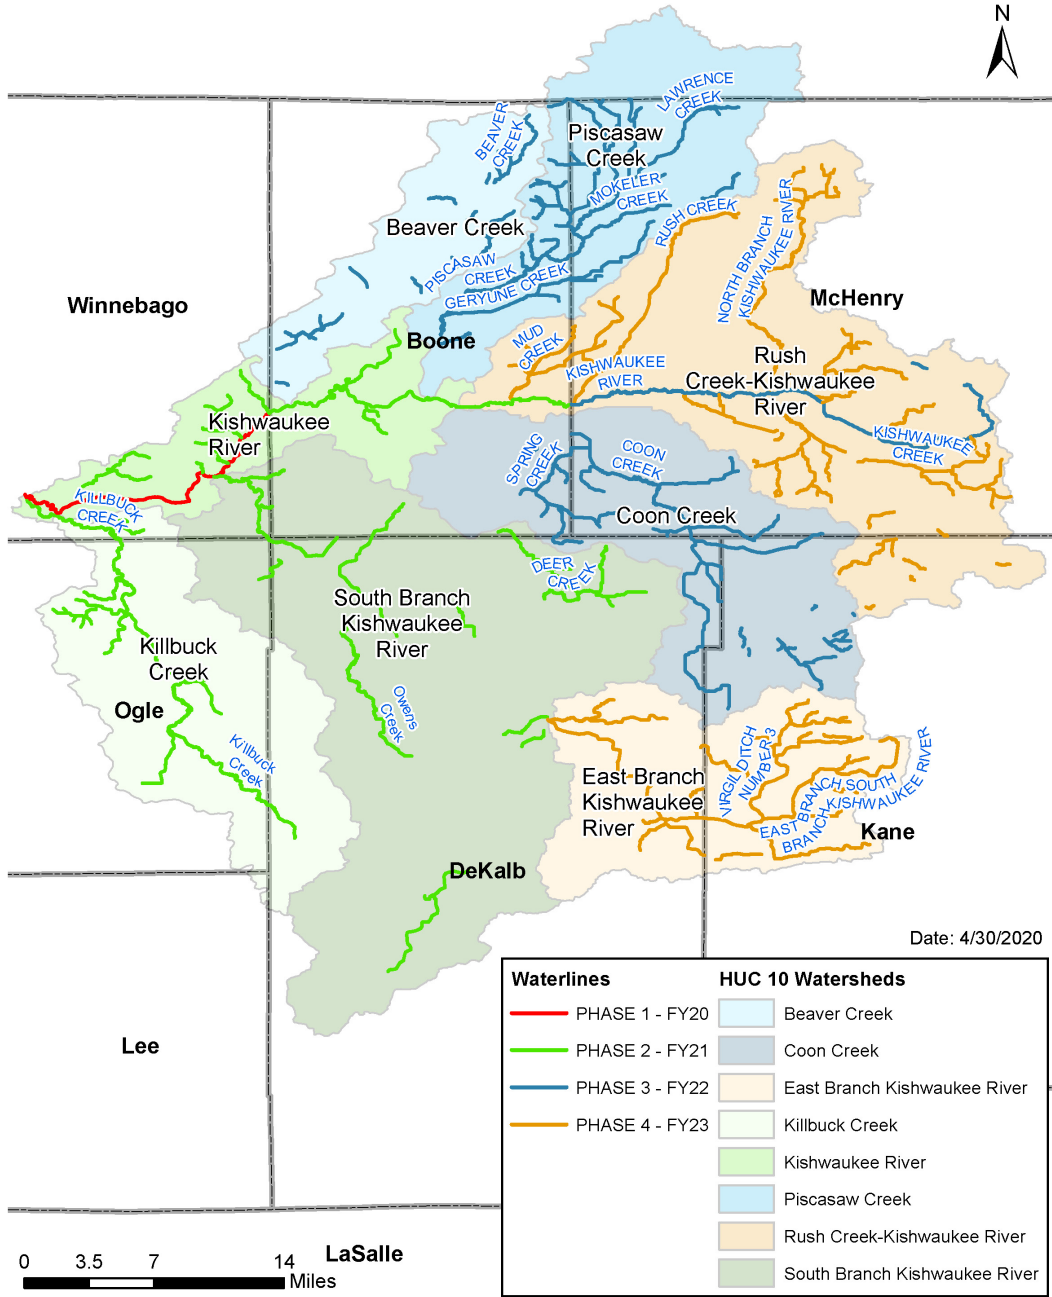 N
LAWRENCE
CREEK
BEAVER
CREEK
Piscasaw
Creek
MOKELER
CREEK
RUSH CREEK
NORTH BRANCH
KISHWAUKEE RIVER
Beaver Creek
PISCASAW
CREEK
GERYUNE CREEK
Winnebago
McHenry
Boone
MUD
CREEK
KISHWAUKEE
RIVER
Rush
Creek-Kishwaukee
River
Kishwaukee
River
KISHWAUKEE
CREEK
SPRING
CREEK
COON
CREEK
KILLBUCK
CREEK
Coon Creek
DEER
CREEK
South Branch
Kishwaukee
River
Killbuck
Creek
Ogle
Owens
Creek
Killbuck
Creek
VIRGIL DITCH
NUMBER 3
East Branch
Kishwaukee
River
EAST BRANCH SOUTH
BRANCH KISHWAUKEE RIVER
Kane
DeKalb
Date: 4/30/2020
Lee
LaSalle
0 3.5 7 14
Miles
Waterlines
PHASE 1 - FY20
PHASE 2 - FY21
PHASE 3 - FY22
PHASE 4 - FY23
HUC 10 Watersheds
Beaver Creek
Coon Creek
East Branch Kishwaukee River
Killbuck Creek
Kishwaukee River
Piscasaw Creek
Rush Creek-Kishwaukee River
South Branch Kishwaukee River